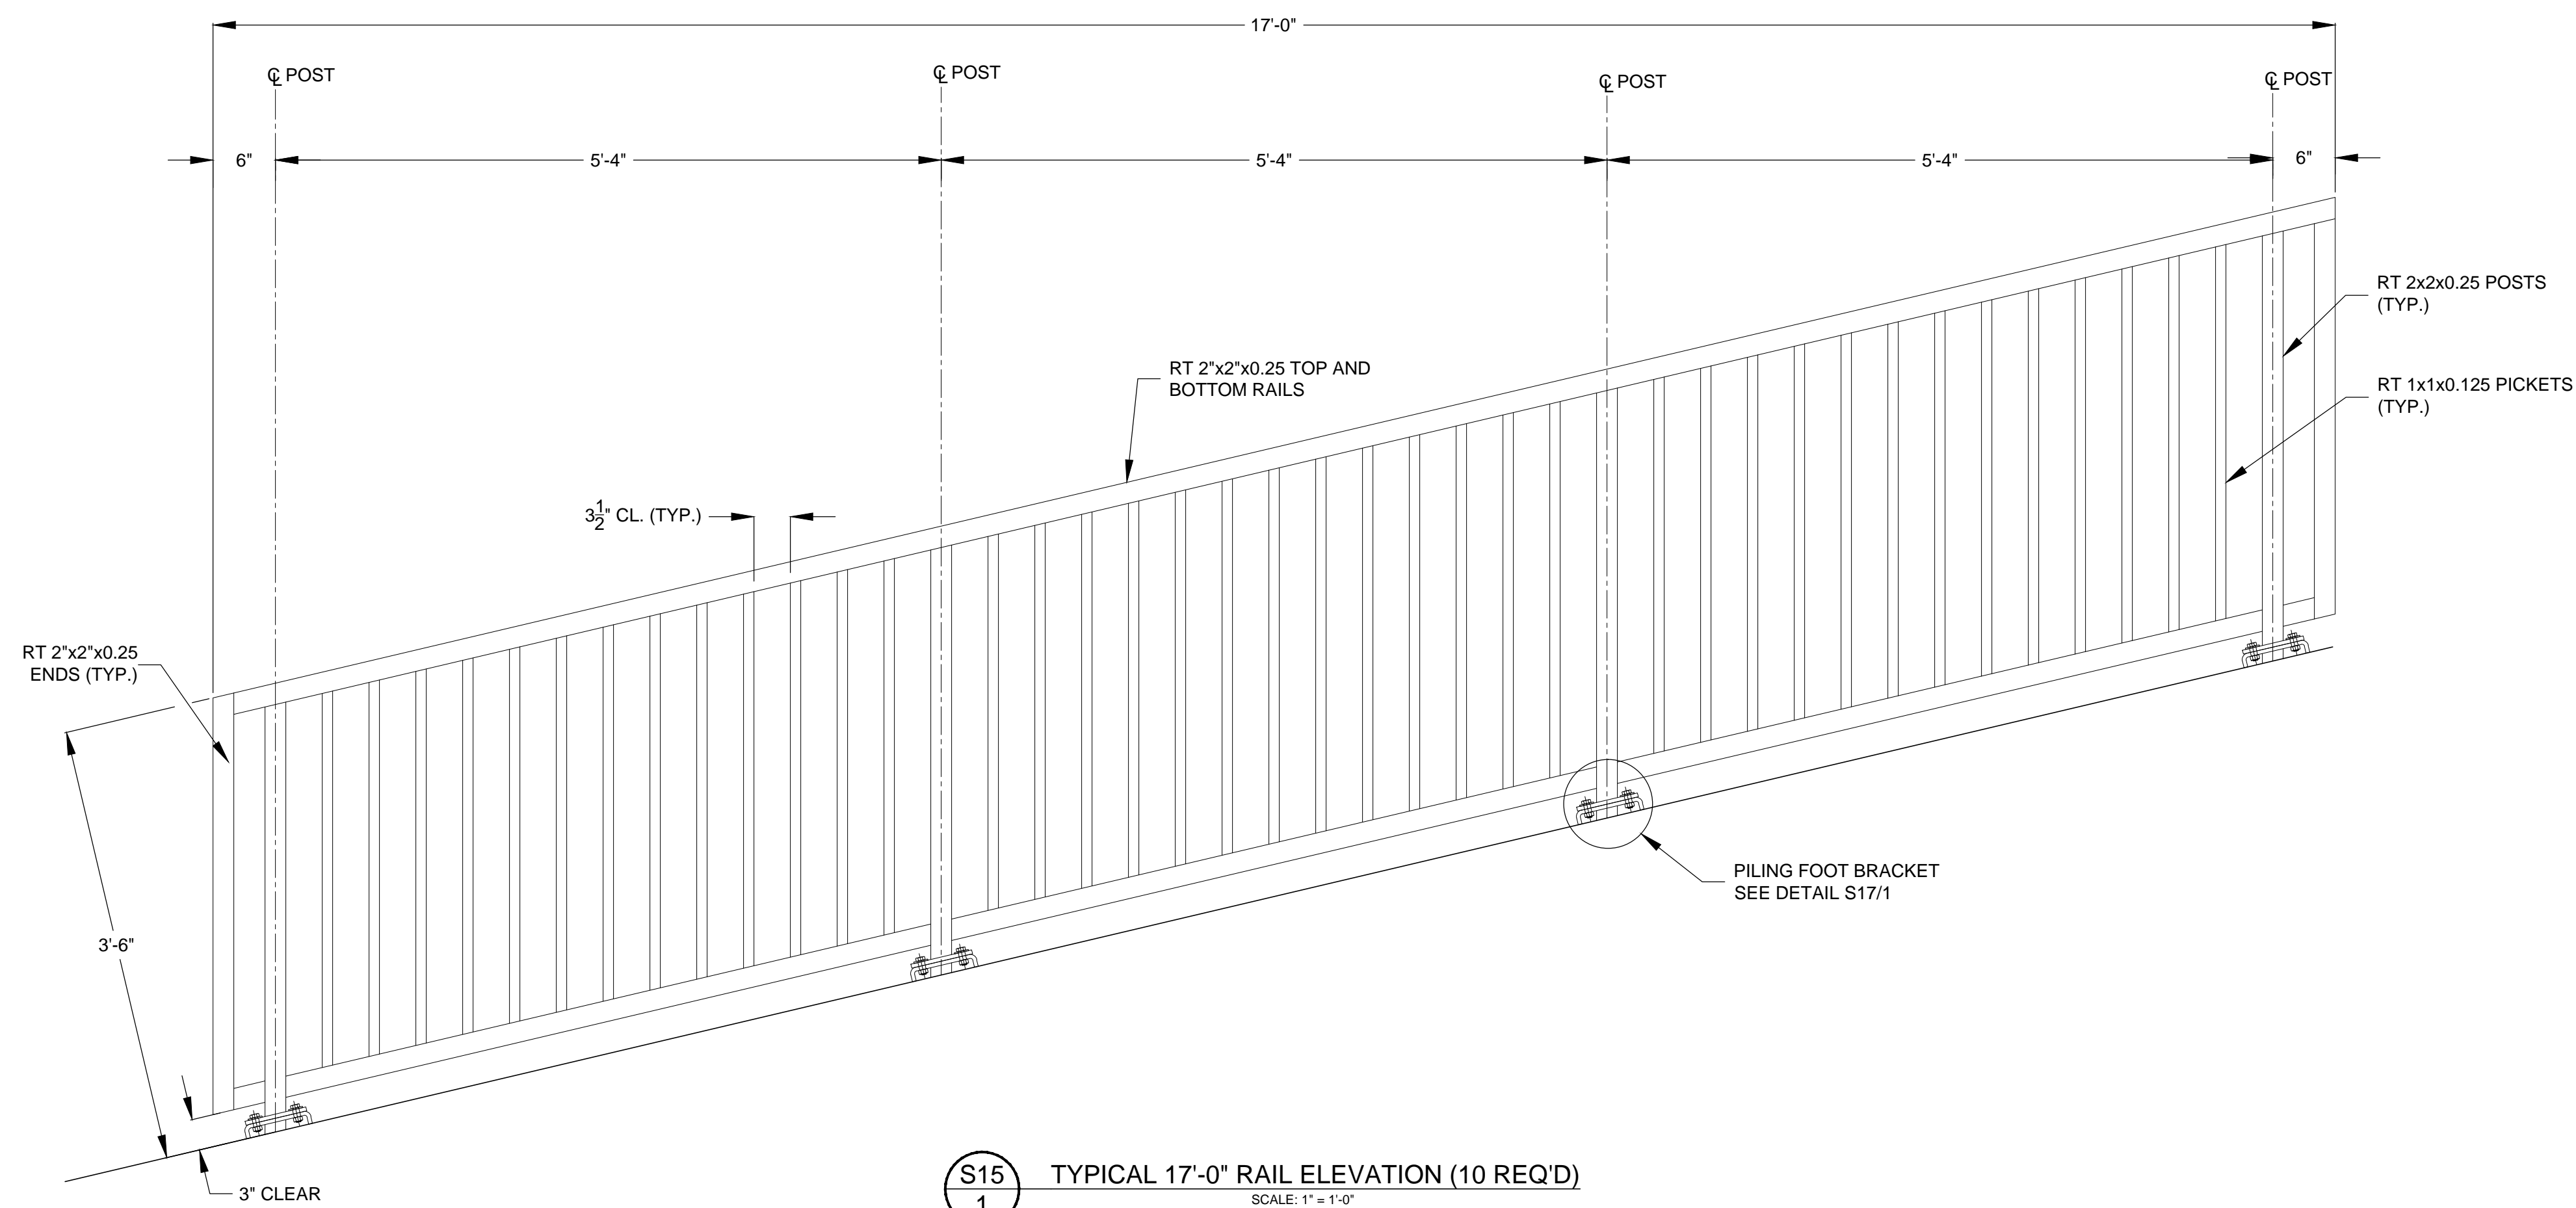 17'-0"
℄ POST
℄ POST
℄ POST
℄ POST
6"
5'-4"
5'-4"
5'-4"
6"
RT 2x2x0.25 POSTS
(TYP.)
RT 2"x2"x0.25 TOP AND
BOTTOM RAILS
RT 1x1x0.125 PICKETS
(TYP.)
3 1/2" CL. (TYP.)
RT 2"x2"x0.25
ENDS (TYP.)
3'-6"
PILING FOOT BRACKET
SEE DETAIL S17/1
3" CLEAR
S15
1
TYPICAL 17'-0" RAIL ELEVATION (10 REQ'D)
SCALE: 1" = 1'-0"